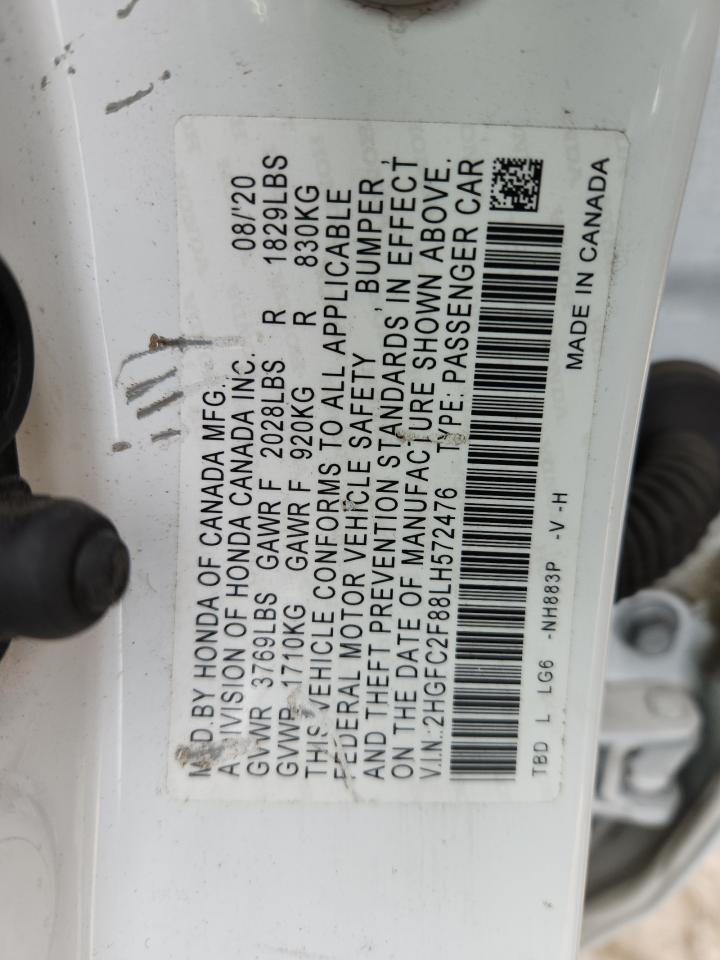 MFD.BY HONDA OF CANADA MFG., 08/'20
A DIVISION OF HONDA CANADA INC.
GVWR 3769LBS GAWR F 2028LBS R 1829LBS
GVWR 1710KG GAWR F 920KG R 830KG
THIS VEHICLE CONFORMS TO ALL APPLICABLE
FEDERAL MOTOR VEHICLE SAFETY , BUMPER ,
AND THEFT PREVENTION STANDARDS IN EFFECT
ON THE DATE OF MANUFACTURE SHOWN ABOVE.
V.I.N.:2HGFC2F88LH572476 TYPE: PASSENGER CAR
TBD L LG6 -NH883P -V -H
MADE IN CANADA